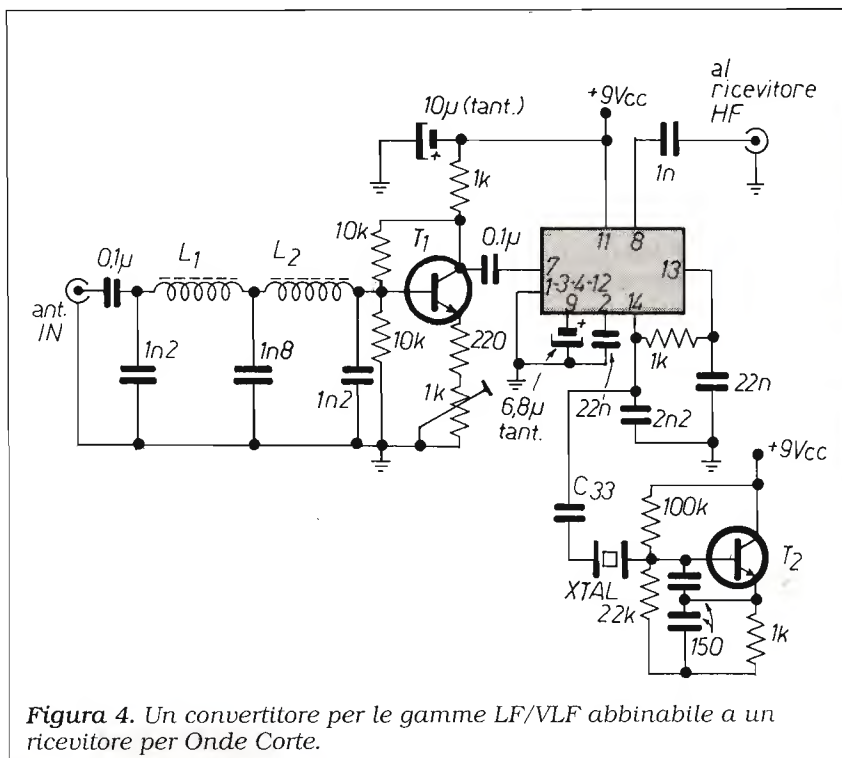 al
ricevitore
HF
+9Vcc
10µ (tant.)
1n
1k
10k
T1
0.1µ
11 8
7
13
1-3-4-12
9 2 14
0,1µ
L1
L2
ant.
IN
1n2
1n8
1n2
10k
220
1k
6,8µ
tant.
22n
1k
2n2
22n
+9Vcc
C33
100k
T2
XTAL
22k
150
1k
Figura 4. Un convertitore per le gamme LF/VLF abbinabile a un
ricevitore per Onde Corte.